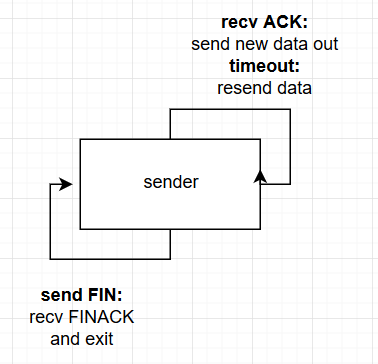 recv ACK:
send new data out
timeout:
resend data
sender
send FIN:
recv FINACK
and exit